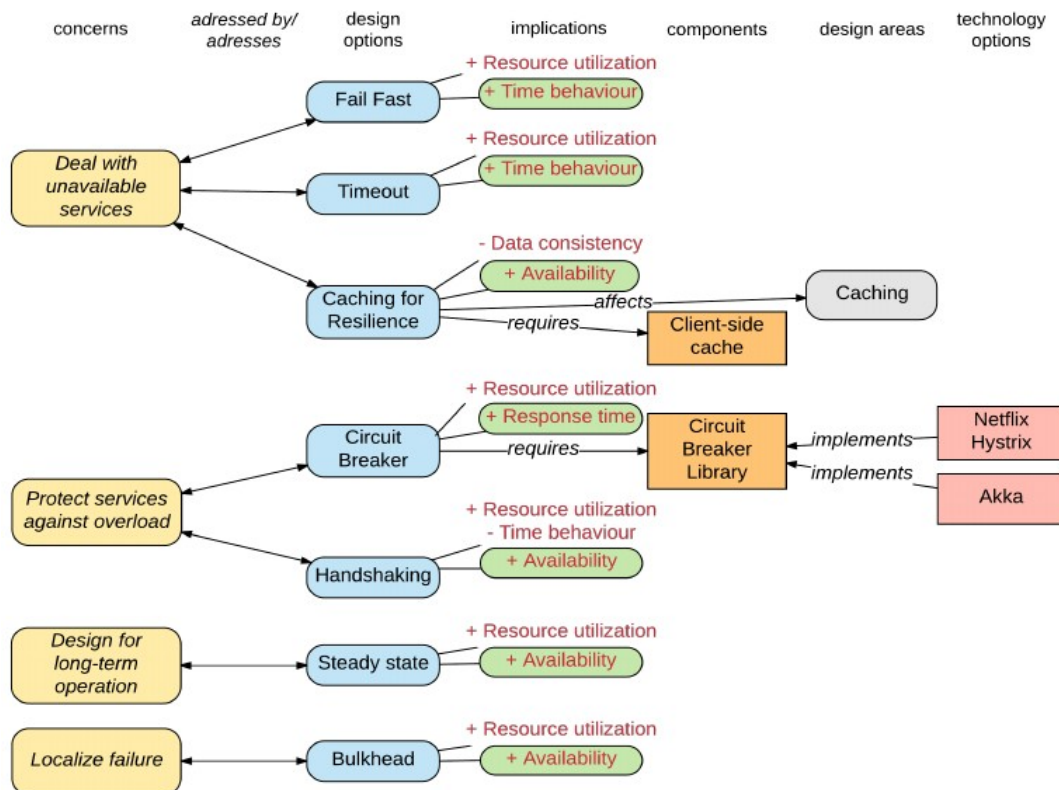 concerns
adressed by/
adresses
design
options
implications
components
design areas
technology
options
+ Resource utilization
+ Time behaviour
Fail Fast
+ Resource utilization
+ Time behaviour
Deal with
unavailable
services
Timeout
- Data consistency
+ Availability
Caching for
Resilience
affects
Caching
requires
Client-side
cache
+ Resource utilization
+ Response time
Circuit
Breaker
requires
Circuit
Breaker
Library
implements
Netflix
Hystrix
implements
Akka
Protect services
against overload
+ Resource utilization
- Time behaviour
+ Availability
Handshaking
Design for
long-term
operation
Steady state
+ Resource utilization
+ Availability
Localize failure
Bulkhead
+ Resource utilization
+ Availability